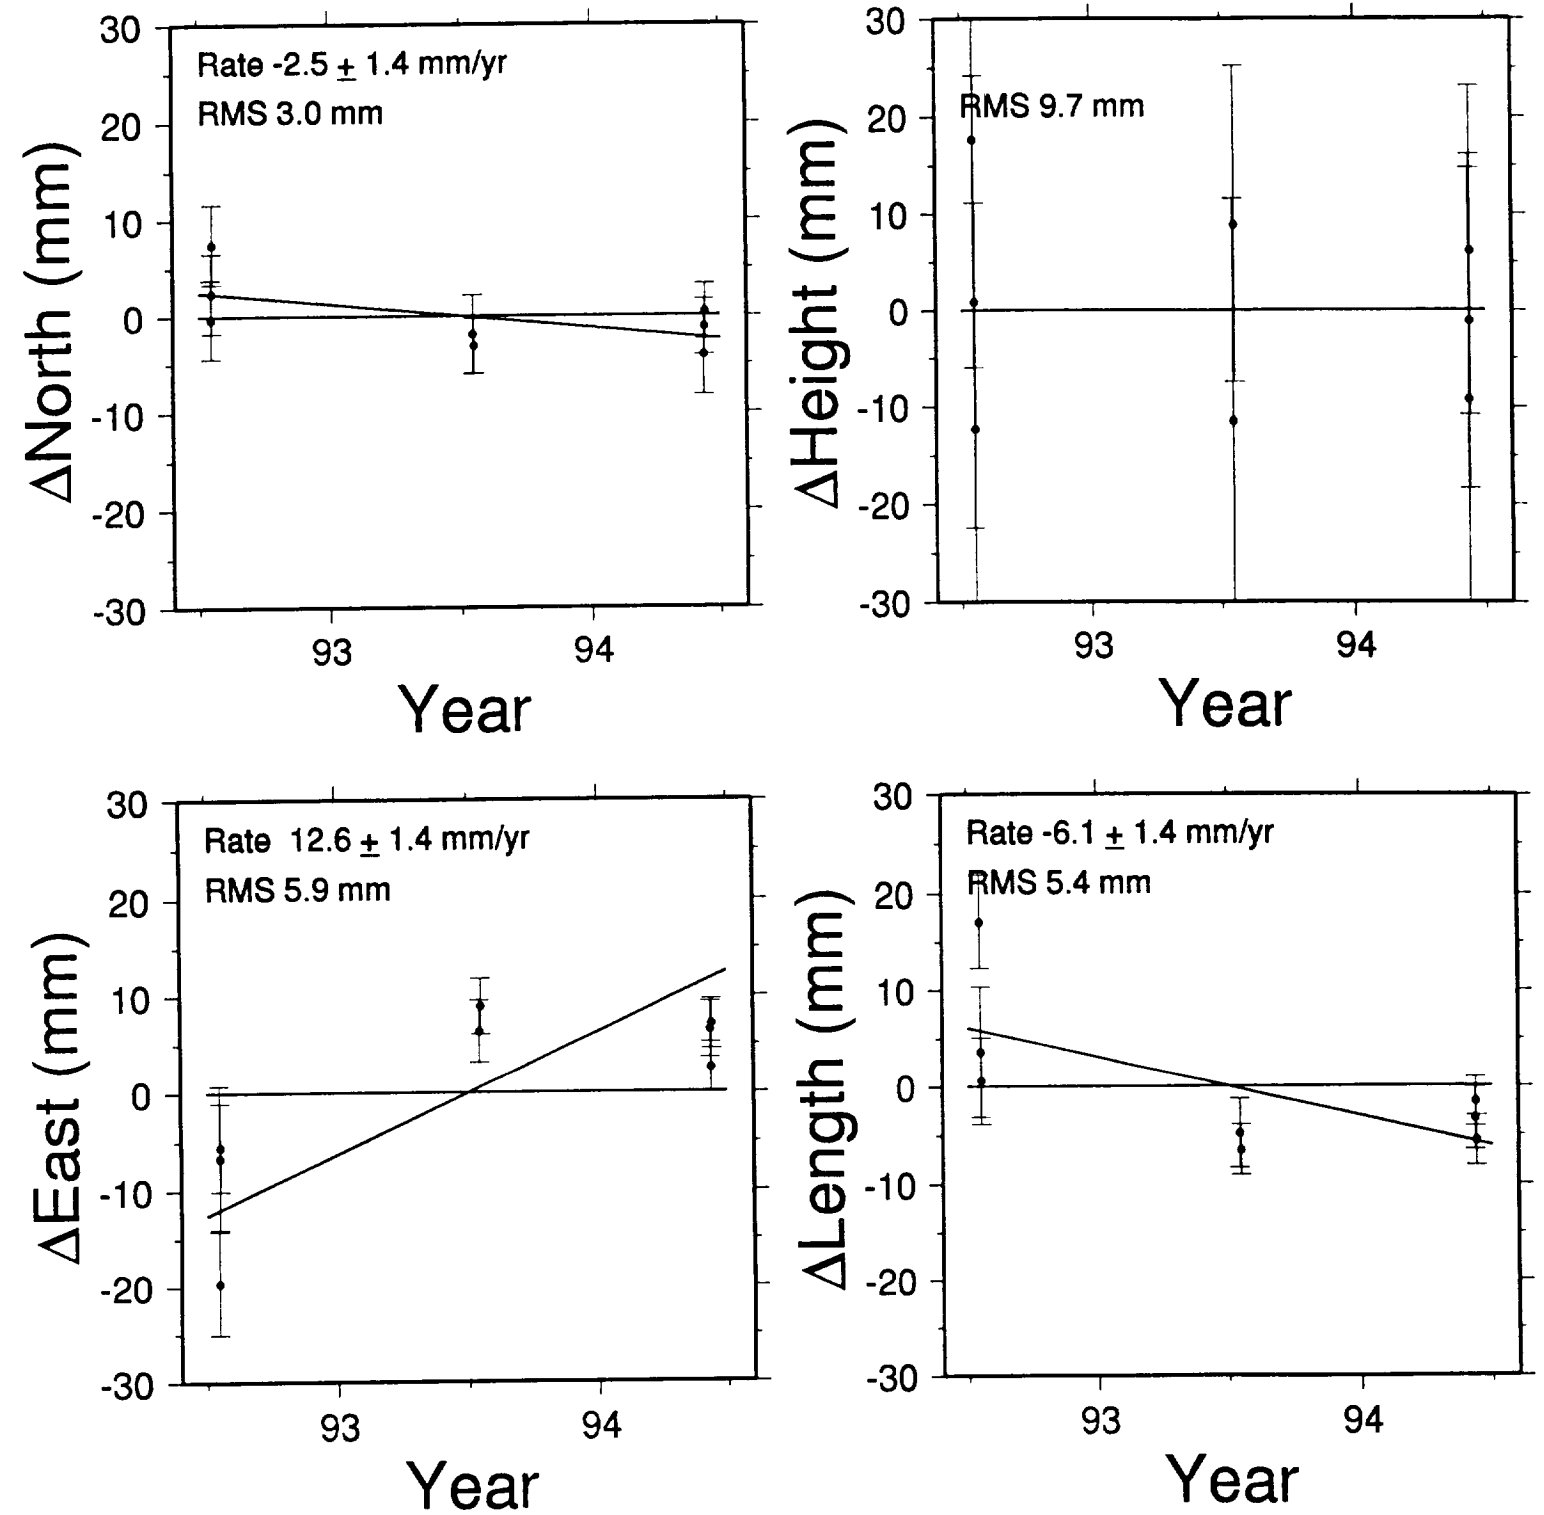 30
20
10
0
-10
-20
-30
ΔNorth (mm)
Rate -2.5 ± 1.4 mm/yr
RMS 3.0 mm
93
94
Year
30
20
10
0
-10
-20
-30
ΔHeight (mm)
RMS 9.7 mm
93
94
Year
30
20
10
0
-10
-20
-30
ΔEast (mm)
Rate 12.6 ± 1.4 mm/yr
RMS 5.9 mm
93
94
Year
30
20
10
0
-10
-20
-30
ΔLength (mm)
Rate -6.1 ± 1.4 mm/yr
RMS 5.4 mm
93
94
Year